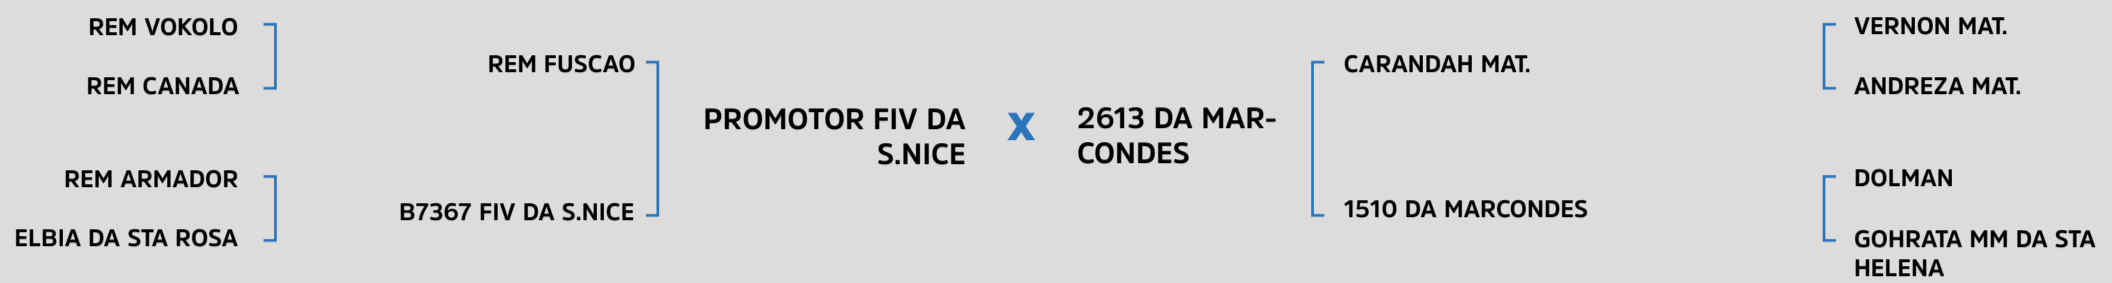 REM VOKOLO
REM CANADA
REM ARMADOR
ELBIA DA STA ROSA
REM FUSCAO
B7367 FIV DA S.NICE
PROMOTOR FIV DA
S.NICE
X
2613 DA MAR-
CONDES
CARANDAH MAT.
1510 DA MARCONDES
VERNON MAT.
ANDREZA MAT.
DOLMAN
GOHRATA MM DA STA
HELENA